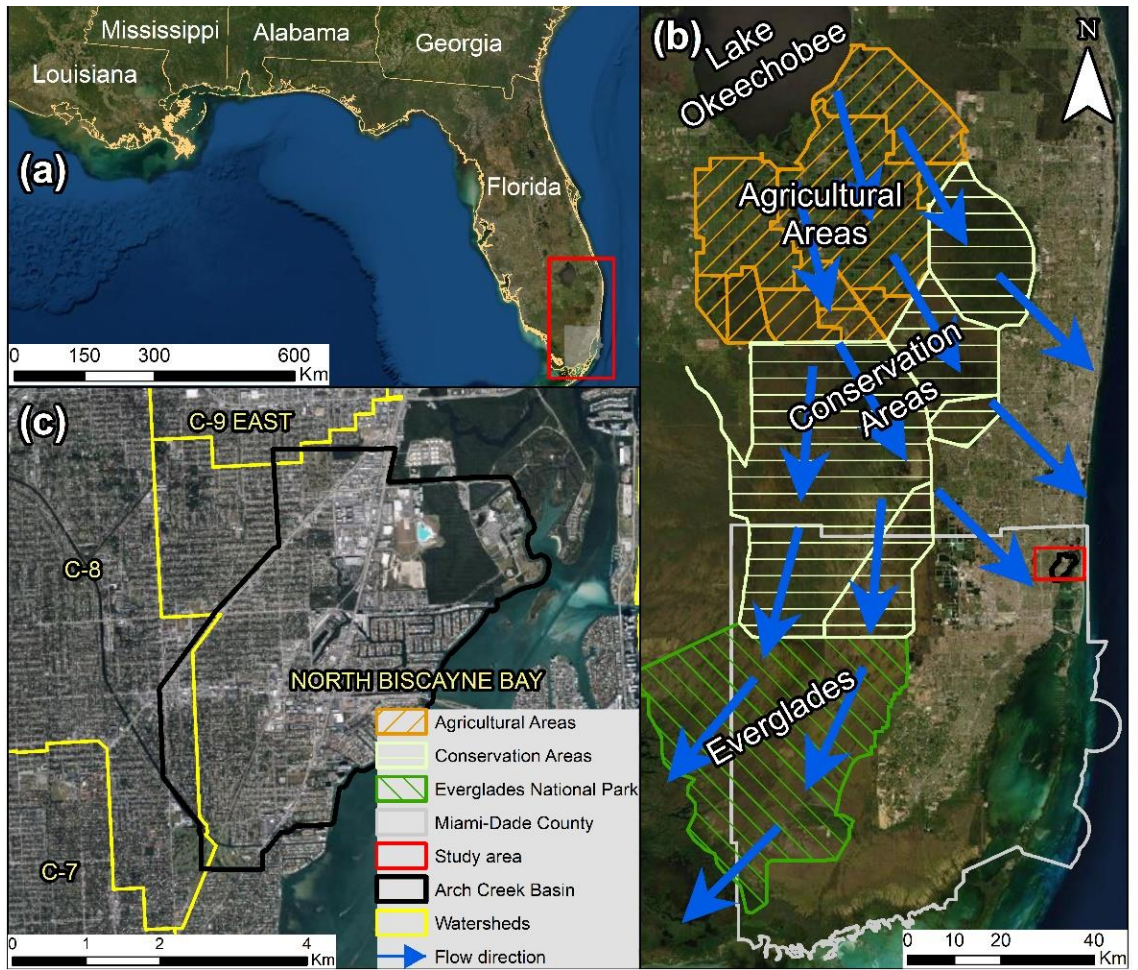 Mississippi
Alabama
Georgia
Louisiana
(a)
Florida
0 150 300 600
Km
(b)
Lake
Okeechobee
N
Agricultural
Areas
Conservation
Areas
Everglades
0 10 20 40
Km
(c)
C-9 EAST
C-8
NORTH BISCAYNE BAY
C-7
Agricultural Areas
Conservation Areas
Everglades National Park
Miami-Dade County
Study area
Arch Creek Basin
Watersheds
Flow direction
0 1 2 4
Km